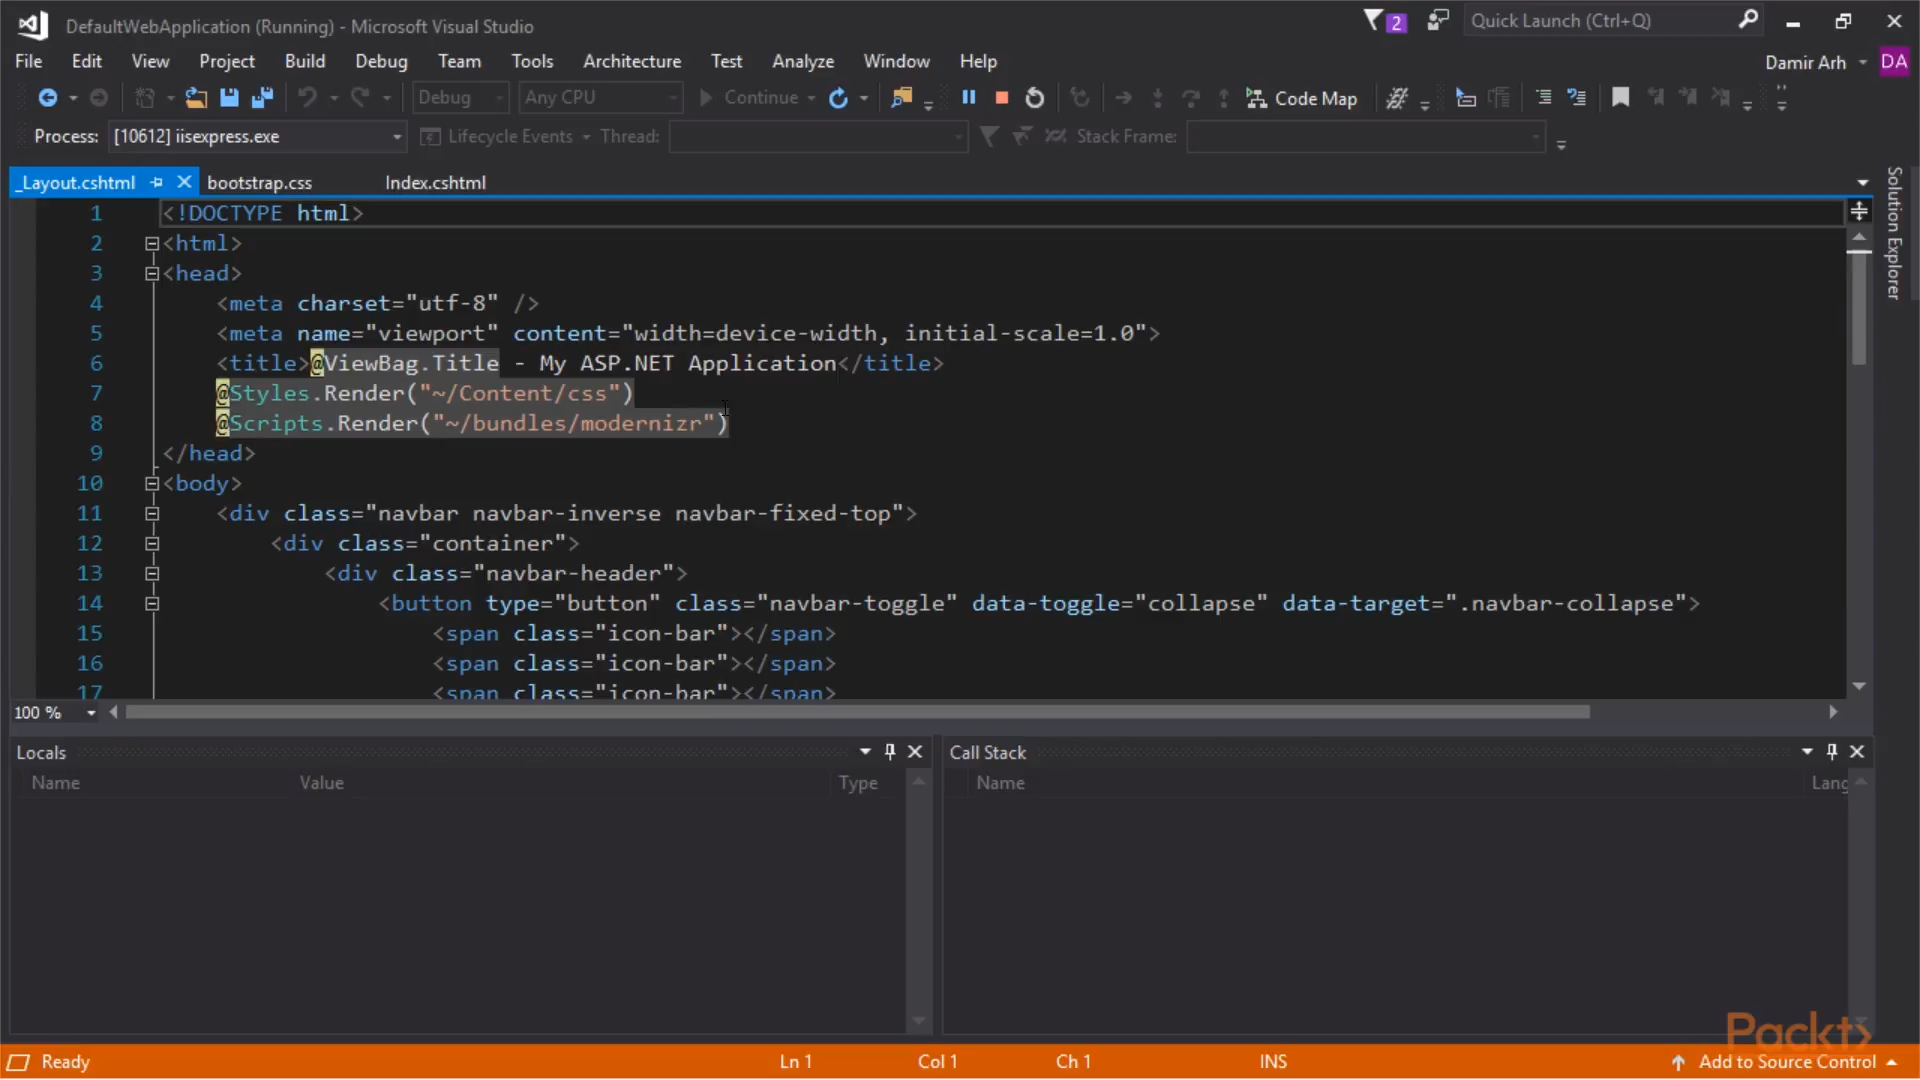 DefaultWebApplication (Running) - Microsoft Visual Studio
2
Quick Launch (Ctrl+Q)
File Edit View Project Build Debug Team Tools Architecture Test Analyze Window Help
Damir Arh DA
Debug Any CPU Continue Code Map
Process: [10612] iisexpress.exe Lifecycle Events Thread: Stack Frame:
_Layout.cshtml bootstrap.css Index.cshtml
Solution Explorer
1 <!DOCTYPE html>
2 <html>
3 <head>
4 <meta charset="utf-8" />
5 <meta name="viewport" content="width=device-width, initial-scale=1.0">
6 <title>@ViewBag.Title - My ASP.NET Application</title>
7 @Styles.Render("~/Content/css")
8 @Scripts.Render("~/bundles/modernizr")
9 </head>
10 <body>
11 <div class="navbar navbar-inverse navbar-fixed-top">
12 <div class="container">
13 <div class="navbar-header">
14 <button type="button" class="navbar-toggle" data-toggle="collapse" data-target=".navbar-collapse">
15 <span class="icon-bar"></span>
16 <span class="icon-bar"></span>
17 <span class="icon-bar"></span>
100 %
Locals
Name Value Type
Call Stack
Name Lang
Packt
Ready Ln 1 Col 1 Ch 1 INS Add to Source Control